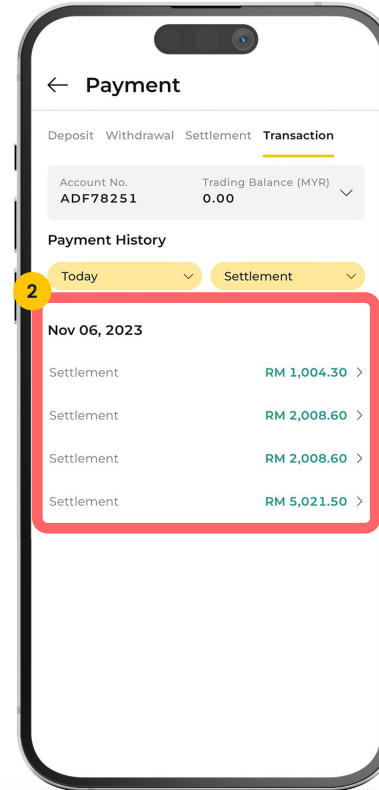 ← Payment
Deposit Withdrawal Settlement Transaction
Account No. Trading Balance (MYR)
ADF78251 0.00
Payment History
Today Settlement
2
Nov 06, 2023
Settlement RM 1,004.30 >
Settlement RM 2,008.60 >
Settlement RM 2,008.60 >
Settlement RM 5,021.50 >